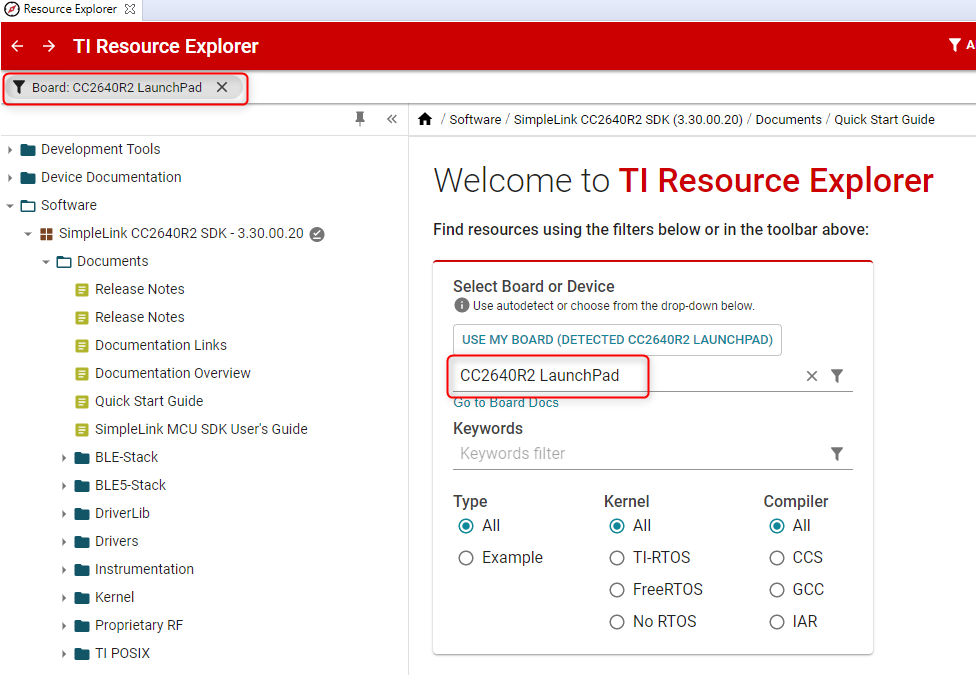 Resource Explorer
TI Resource Explorer
A
Board: CC2640R2 LaunchPad
/ Software / SimpleLink CC2640R2 SDK (3.30.00.20) / Documents / Quick Start Guide
Development Tools
Device Documentation
Software
SimpleLink CC2640R2 SDK - 3.30.00.20
Documents
Release Notes
Release Notes
Documentation Links
Documentation Overview
Quick Start Guide
SimpleLink MCU SDK User's Guide
BLE-Stack
BLE5-Stack
DriverLib
Drivers
Instrumentation
Kernel
Proprietary RF
TI POSIX
Welcome to TI Resource Explorer
Find resources using the filters below or in the toolbar above:
Select Board or Device
Use autodetect or choose from the drop-down below.
USE MY BOARD (DETECTED CC2640R2 LAUNCHPAD)
CC2640R2 LaunchPad
Go to Board Docs
Keywords
Keywords filter
Type
All
Example
Kernel
All
TI-RTOS
FreeRTOS
No RTOS
Compiler
All
CCS
GCC
IAR